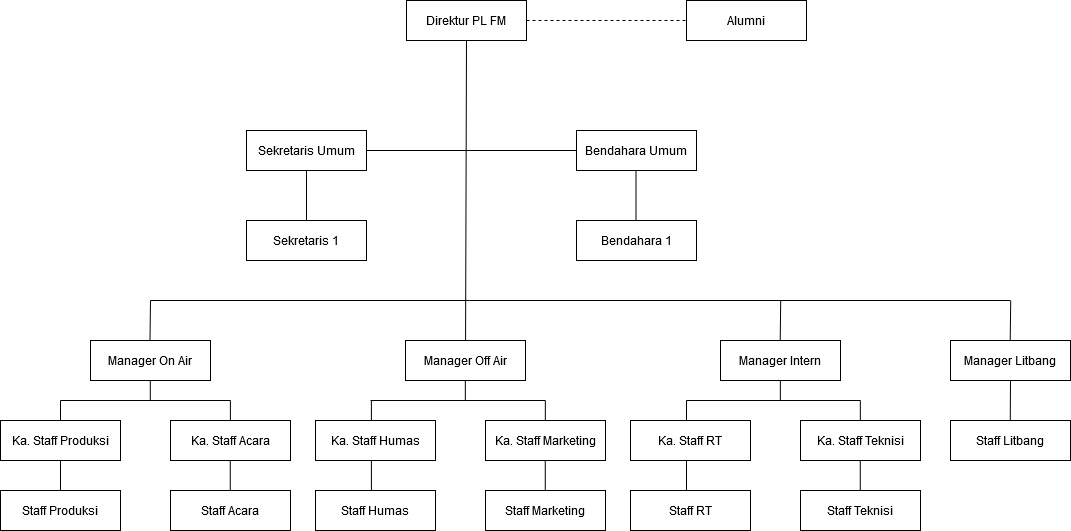 Direktur PL FM
Alumni
Sekretaris Umum
Bendahara Umum
Sekretaris 1
Bendahara 1
Manager On Air
Manager Off Air
Manager Intern
Manager Litbang
Ka. Staff Produksi
Ka. Staff Acara
Ka. Staff Humas
Ka. Staff Marketing
Ka. Staff RT
Ka. Staff Teknisi
Staff Litbang
Staff Produksi
Staff Acara
Staff Humas
Staff Marketing
Staff RT
Staff Teknisi